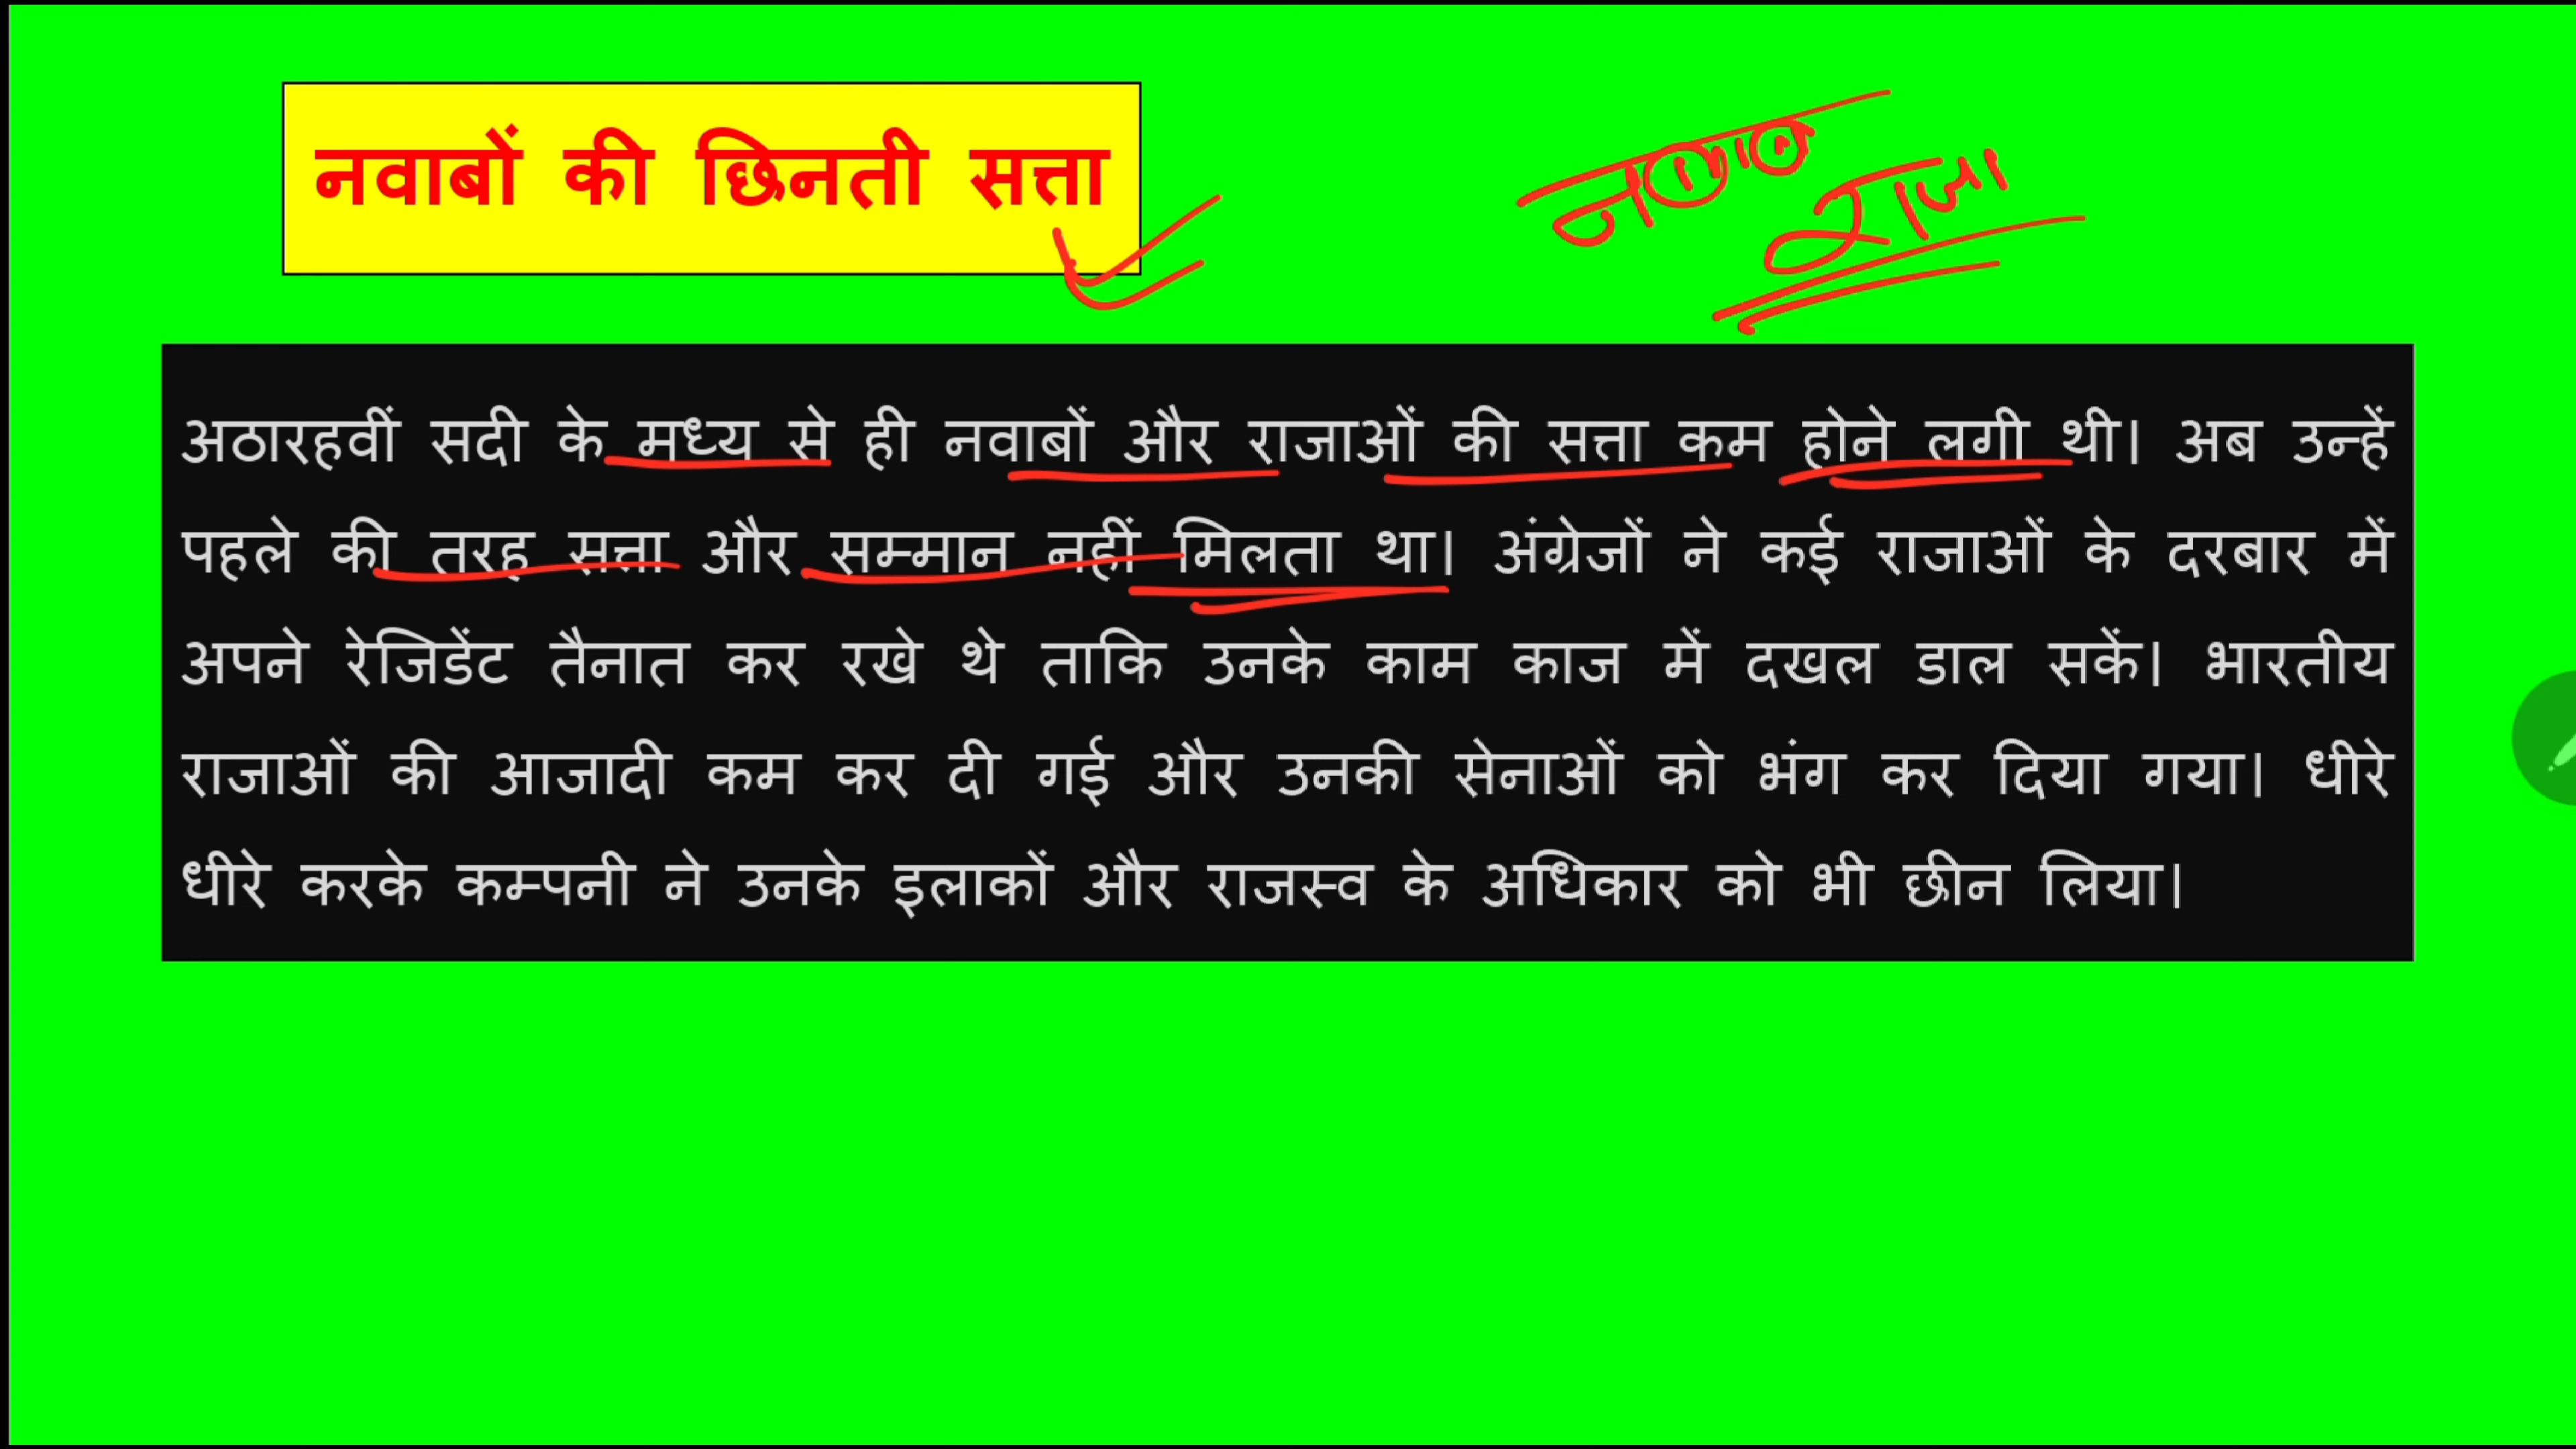 नवाबों की छिनती सत्ता
नवाब
राजा
अठारहवीं सदी के मध्य से ही नवाबों और राजाओं की सत्ता कम होने लगी थी। अब उन्हें
पहले की तरह सत्ता और सम्मान नहीं मिलता था। अंग्रेजों ने कई राजाओं के दरबार में
अपने रेजिडेंट तैनात कर रखे थे ताकि उनके काम काज में दखल डाल सकें। भारतीय
राजाओं की आजादी कम कर दी गई और उनकी सेनाओं को भंग कर दिया गया। धीरे
धीरे करके कम्पनी ने उनके इलाकों और राजस्व के अधिकार को भी छीन लिया।